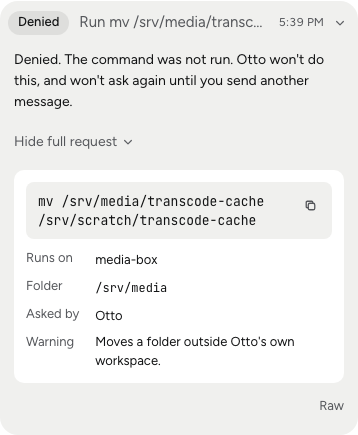 Denied Run mv /srv/media/transc... 5:39 PM
Denied. The command was not run. Otto won't do
this, and won't ask again until you send another
message.
Hide full request
mv /srv/media/transcode-cache
/srv/scratch/transcode-cache
Runs on media-box
Folder /srv/media
Asked by Otto
Warning Moves a folder outside Otto's own
workspace.
Raw